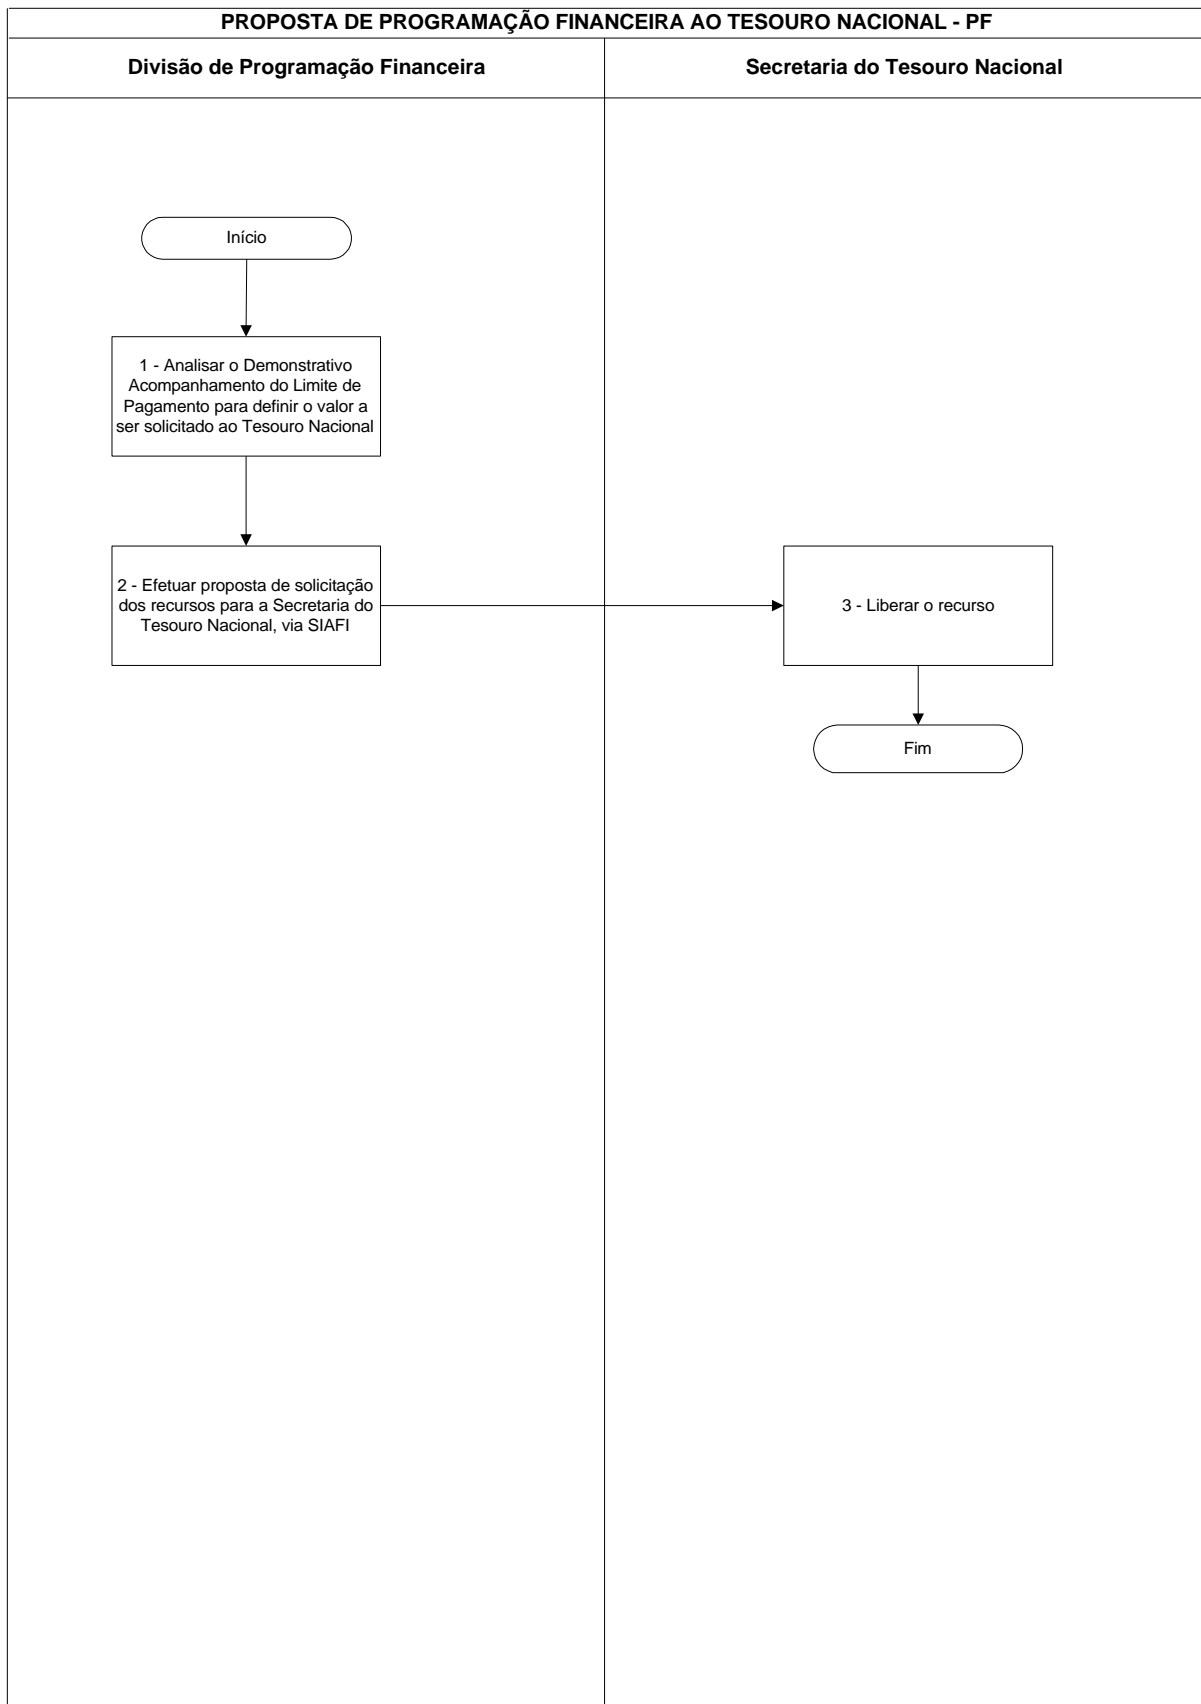 PROPOSTA DE PROGRAMAÇÃO FINANCEIRA AO TESOURO NACIONAL - PF
Divisão de Programação Financeira
Secretaria do Tesouro Nacional
Início
1 - Analisar o Demonstrativo
Acompanhamento do Limite de
Pagamento para definir o valor a
ser solicitado ao Tesouro Nacional
2 - Efetuar proposta de solicitação
dos recursos para a Secretaria do
Tesouro Nacional, via SIAFI
3 - Liberar o recurso
Fim